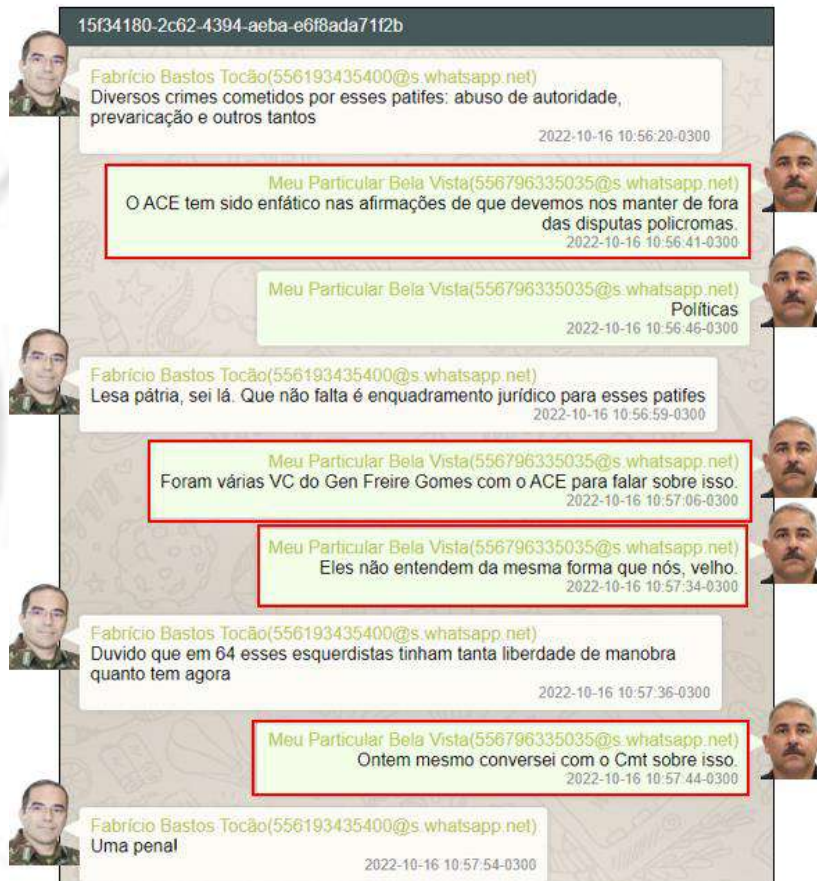 15f34180-2c62-4394-aeba-e6f8ada71f2b
Fabrício Bastos Tocão(556193435400@s.whatsapp.net)
Diversos crimes cometidos por esses patifes: abuso de autoridade,
prevaricação e outros tantos
2022-10-16 10:56:20-0300
Meu Particular Bela Vista(556796335035@s.whatsapp.net)
O ACE tem sido enfático nas afirmações de que devemos nos manter de fora
das disputas policromas.
2022-10-16 10:56:41-0300
Meu Particular Bela Vista(556796335035@s.whatsapp.net)
Políticas
2022-10-16 10:56:46-0300
Fabrício Bastos Tocão(556193435400@s.whatsapp.net)
Lesa pátria, sei lá. Que não falta é enquadramento jurídico para esses patifes
2022-10-16 10:56:59-0300
Meu Particular Bela Vista(556796335035@s.whatsapp.net)
Foram várias VC do Gen Freire Gomes com o ACE para falar sobre isso.
2022-10-16 10:57:06-0300
Meu Particular Bela Vista(556796335035@s.whatsapp.net)
Eles não entendem da mesma forma que nós, velho.
2022-10-16 10:57:34-0300
Fabrício Bastos Tocão(556193435400@s.whatsapp.net)
Duvido que em 64 esses esquerdistas tinham tanta liberdade de manobra
quanto tem agora
2022-10-16 10:57:36-0300
Meu Particular Bela Vista(556796335035@s.whatsapp.net)
Ontem mesmo conversei com o Cmt sobre isso.
2022-10-16 10:57:44-0300
Fabrício Bastos Tocão(556193435400@s.whatsapp.net)
Uma pena!
2022-10-16 10:57:54-0300